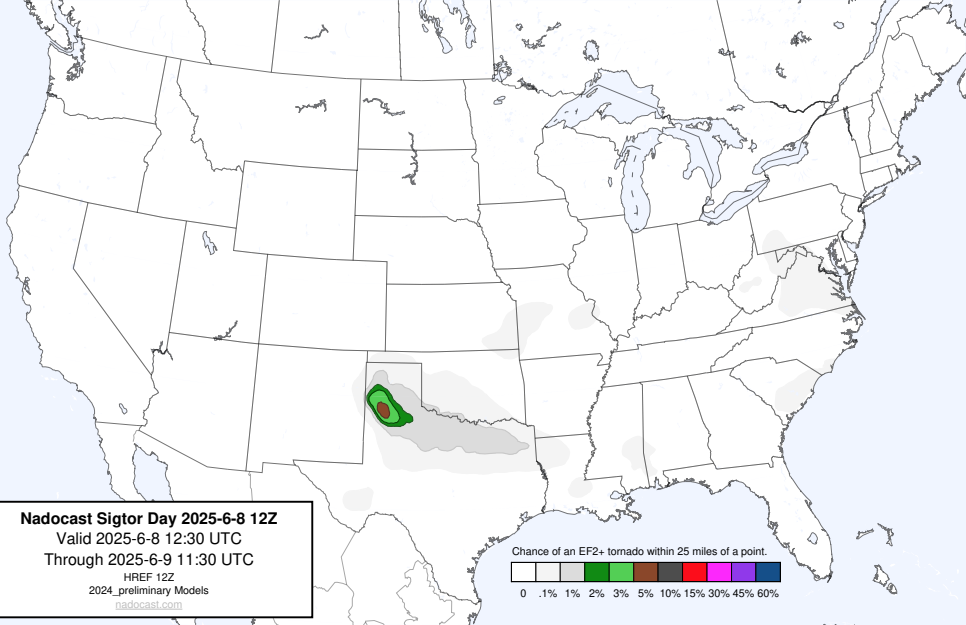 Nadocast Sigtor Day 2025-6-8 12Z
Valid 2025-6-8 12:30 UTC
Through 2025-6-9 11:30 UTC
HREF 12Z
2024_preliminary Models
nadocast.com
Chance of an EF2+ tornado within 25 miles of a point.
0 .1% 1% 2% 3% 5% 10% 15% 30% 45% 60%